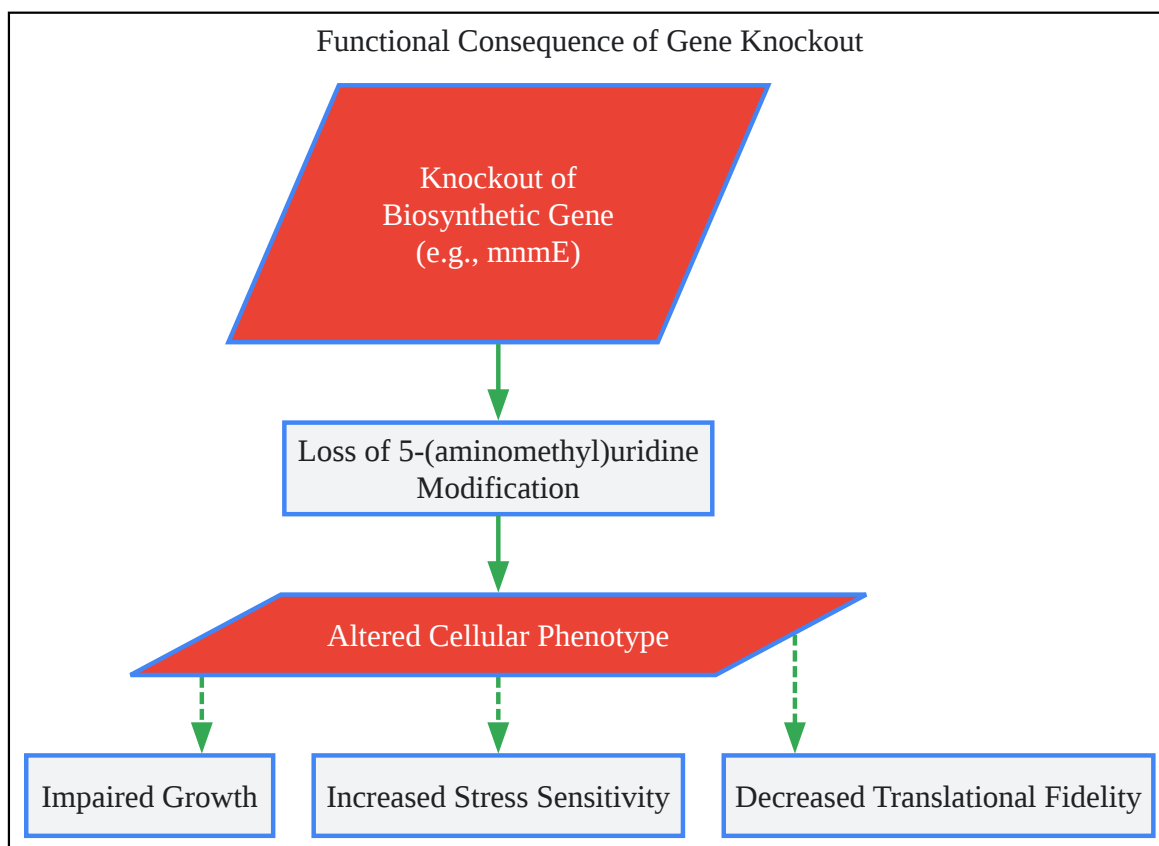 Functional Consequence of Gene Knockout
Knockout of
Biosynthetic Gene
(e.g., mnmE)
Loss of 5-(aminomethyl)uridine
Modification
Altered Cellular Phenotype
Impaired Growth
Increased Stress Sensitivity
Decreased Translational Fidelity